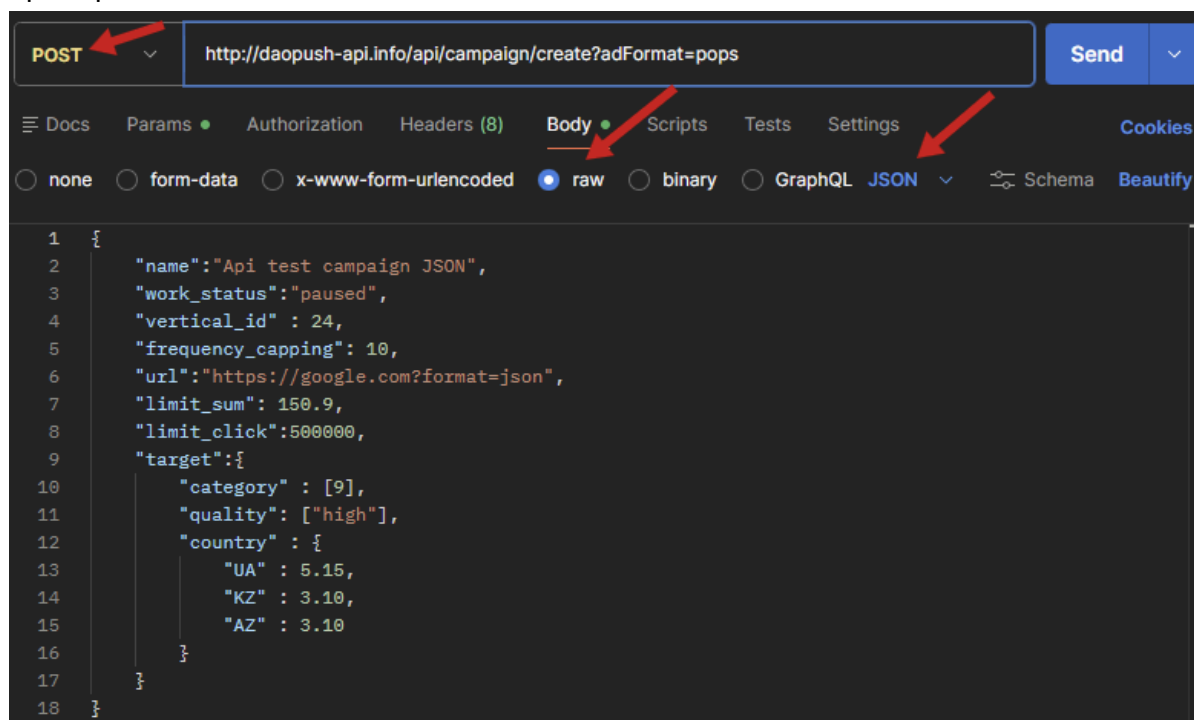 POST http://daopush-api.info/api/campaign/create?adFormat=pops Send
Docs Params Authorization Headers (8) Body Scripts Tests Settings Cookies
none form-data x-www-form-urlencoded raw binary GraphQL JSON Schema Beautify
1 {
2 "name":"Api test campaign JSON",
3 "work_status":"paused",
4 "vertical_id" : 24,
5 "frequency_capping": 10,
6 "url":"https://google.com?format=json",
7 "limit_sum": 150.9,
8 "limit_click":500000,
9 "target":{
10 "category" : [9],
11 "quality": ["high"],
12 "country" : {
13 "UA" : 5.15,
14 "KZ" : 3.10,
15 "AZ" : 3.10
16 }
17 }
18 }